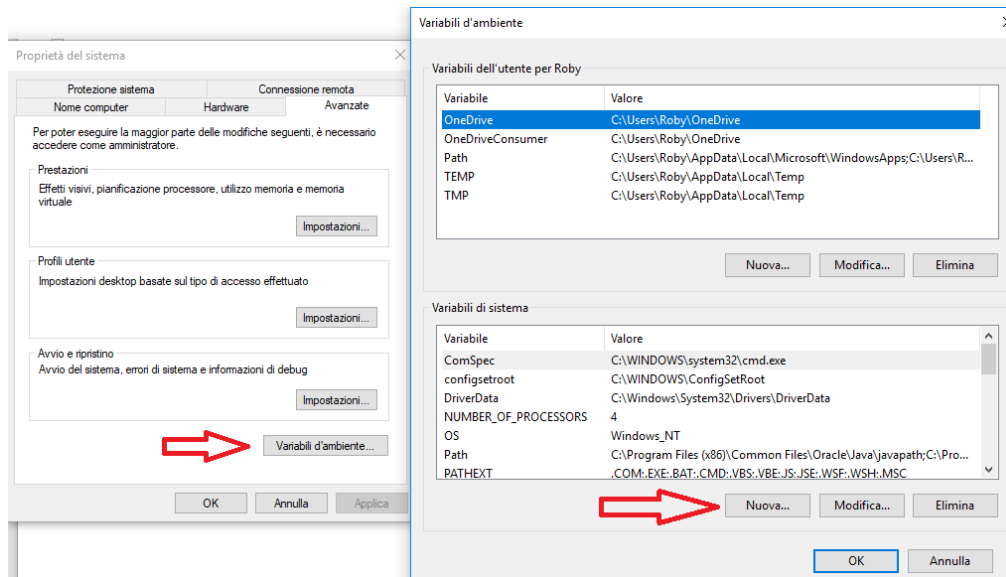 Proprietà del sistema
Protezione sistema Connessione remota
Nome computer Hardware Avanzate
Per poter eseguire la maggior parte delle modifiche seguenti, è necessario
accedere come amministratore.
Prestazioni
Effetti visivi, pianificazione processore, utilizzo memoria e memoria
virtuale
Impostazioni...
Profili utente
Impostazioni desktop basate sul tipo di accesso effettuato
Impostazioni...
Avvio e ripristino
Avvio del sistema, errori di sistema e informazioni di debug
Impostazioni...
Variabili d'ambiente...
OK Annulla Applica
Variabili d'ambiente
Variabili dell'utente per Roby
Variabile Valore
OneDrive C:\Users\Roby\OneDrive
OneDriveConsumer C:\Users\Roby\OneDrive
Path C:\Users\Roby\AppData\Local\Microsoft\WindowsApps;C:\Users\R...
TEMP C:\Users\Roby\AppData\Local\Temp
TMP C:\Users\Roby\AppData\Local\Temp
Nuova... Modifica... Elimina
Variabili di sistema
Variabile Valore
ComSpec C:\WINDOWS\system32\cmd.exe
configsetroot C:\WINDOWS\ConfigSetRoot
DriverData C:\Windows\System32\Drivers\DriverData
NUMBER_OF_PROCESSORS 4
OS Windows_NT
Path C:\Program Files (x86)\Common Files\Oracle\Java\javapath;C:\Pro...
PATHEXT .COM;.EXE;.BAT;.CMD;.VBS;.VBE;.JS;.JSE;.WSF;.WSH;.MSC
Nuova... Modifica... Elimina
OK Annulla